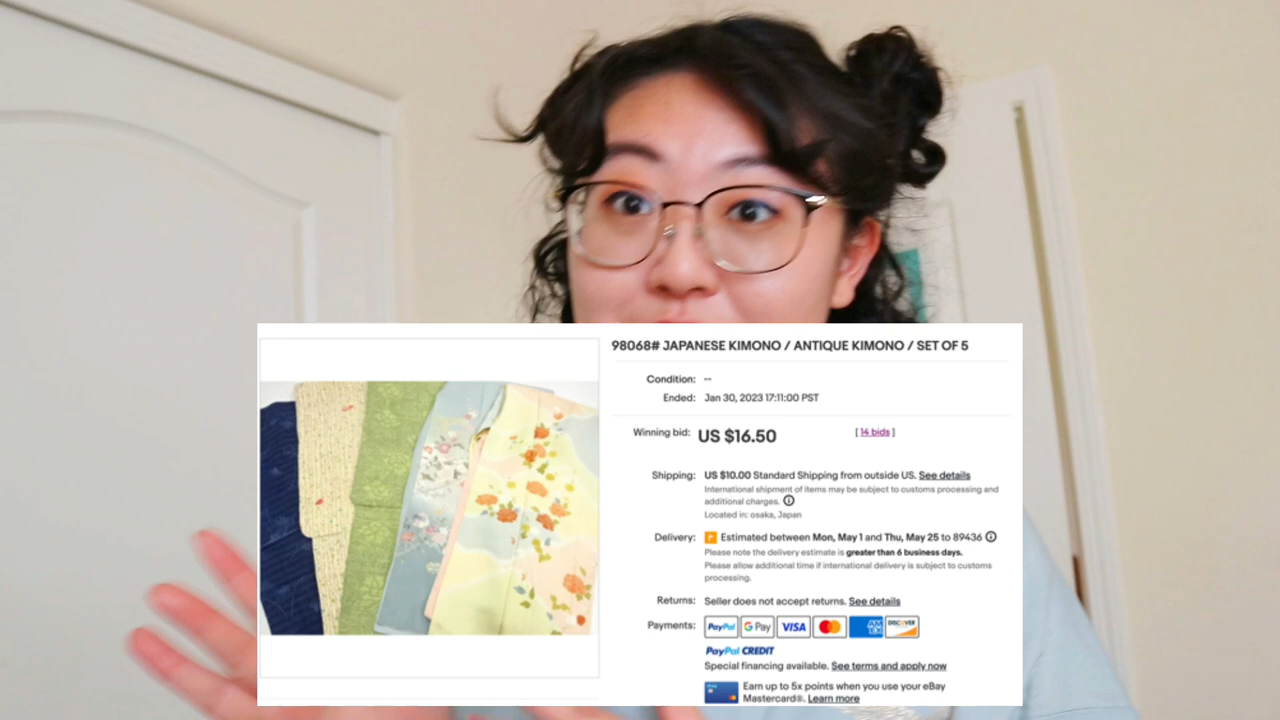 98068# JAPANESE KIMONO / ANTIQUE KIMONO / SET OF 5
Condition: --
Ended: Jan 30, 2023 17:11:00 PST
Winning bid: US $16.50 [ 14 bids ]
Shipping: US $10.00 Standard Shipping from outside US. See details
International shipment of items may be subject to customs processing and
additional charges.
Located in: osaka, Japan
Delivery: Estimated between Mon, May 1 and Thu, May 25 to 89436
Please note the delivery estimate is greater than 6 business days.
Please allow additional time if international delivery is subject to customs
processing.
Returns: Seller does not accept returns. See details
Payments: PayPal G Pay VISA AM EX DISCOVER
PayPal CREDIT
Special financing available. See terms and apply now
Earn up to 5x points when you use your eBay
Mastercard®. Learn more